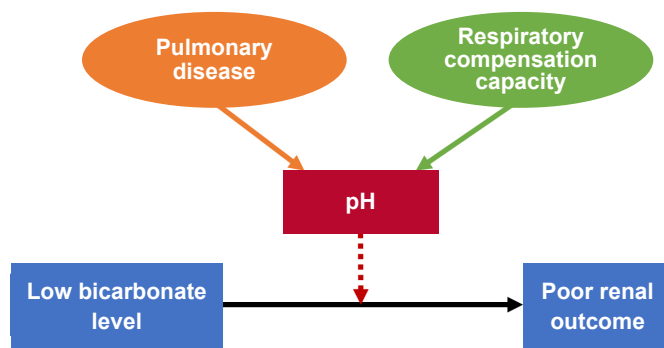 Pulmonary
disease
Respiratory
compensation
capacity
pH
Low bicarbonate
level
Poor renal
outcome